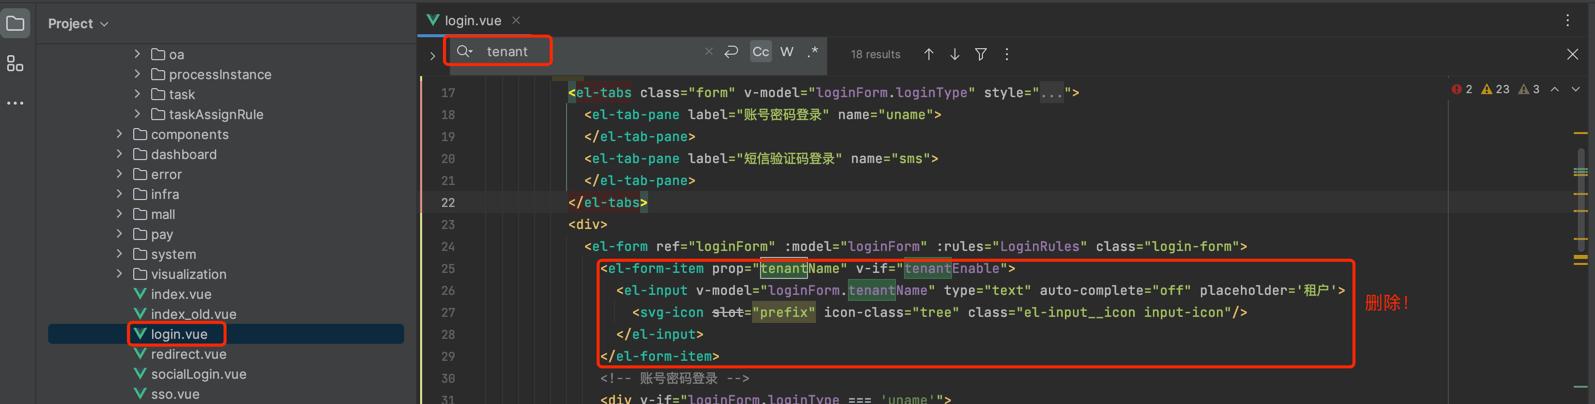 Project
oa
processInstance
task
taskAssignRule
components
dashboard
error
infra
mall
pay
system
visualization
index.vue
index_old.vue
login.vue
redirect.vue
socialLogin.vue
sso.vue
login.vue
tenant
Cc
W
.*
18 results
2 23 3
17 <el-tabs class="form" v-model="loginForm.loginType" style="...">
18 <el-tab-pane label="账号密码登录" name="uname">
19 </el-tab-pane>
20 <el-tab-pane label="短信验证码登录" name="sms">
21 </el-tab-pane>
22 </el-tabs>
23 <div>
24 <el-form ref="loginForm" :model="loginForm" :rules="LoginRules" class="login-form">
25 <el-form-item prop="tenantName" v-if="tenantEnable">
26 <el-input v-model="loginForm.tenantName" type="text" auto-complete="off" placeholder='租户'>
27 <svg-icon slot="prefix" icon-class="tree" class="el-input__icon input-icon"/>
28 </el-input>
29 </el-form-item>
30 <!-- 账号密码登录 -->
31 <div v-if="loginForm.loginType === 'uname'">
删除!